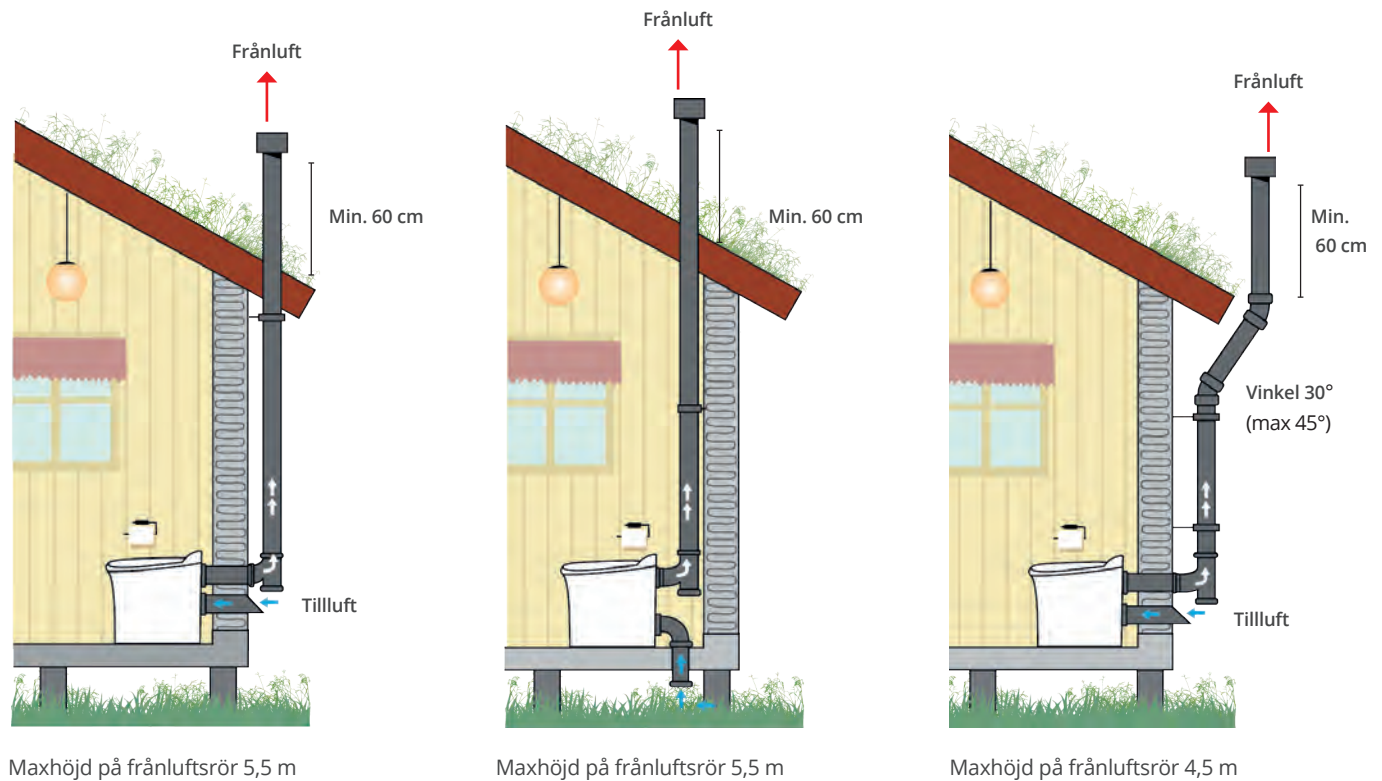 Frånluft
Min. 60 cm
Tillluft
Maxhöjd på frånluftsrör 5,5 m
Frånluft
Min. 60 cm
Maxhöjd på frånluftsrör 5,5 m
Frånluft
Min.
60 cm
Vinkel 30°
(max 45°)
Tillluft
Maxhöjd på frånluftsrör 4,5 m